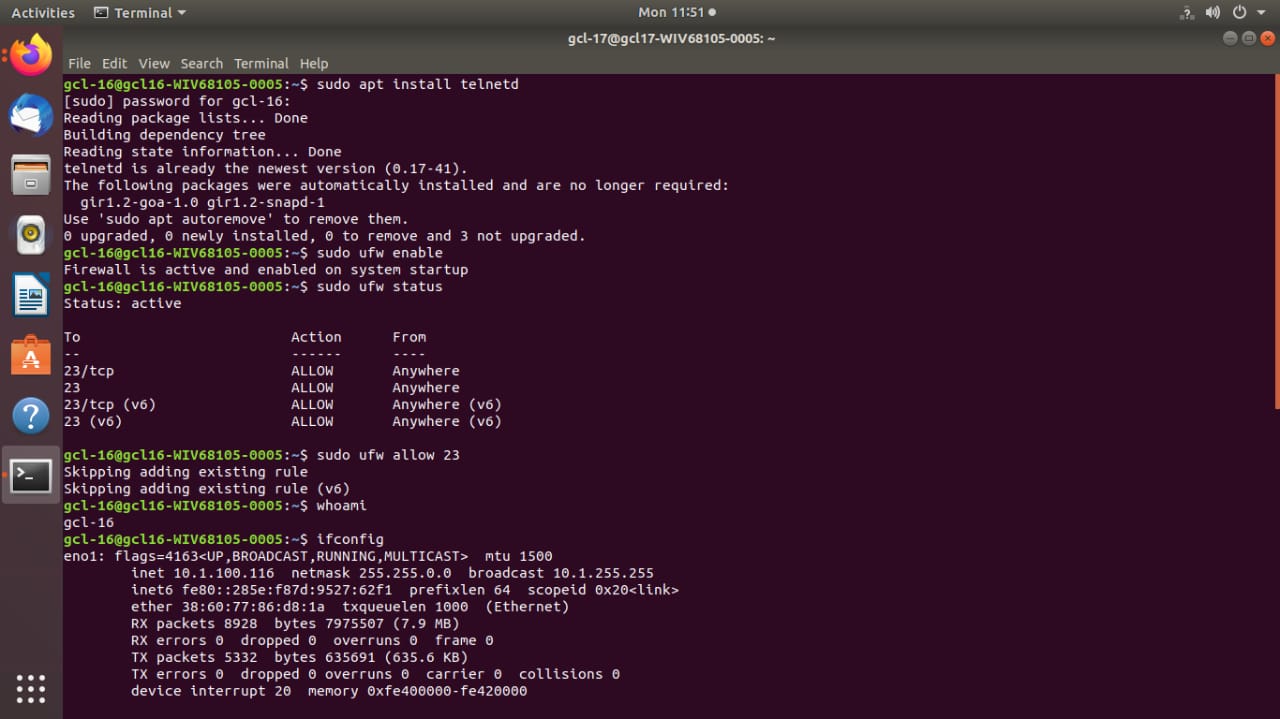 Activities Terminal Mon 11:51
gcl-17@gcl17-WIV68105-0005: ~
File Edit View Search Terminal Help
gcl-16@gcl16-WIV68105-0005:~$ sudo apt install telnetd
[sudo] password for gcl-16:
Reading package lists... Done
Building dependency tree
Reading state information... Done
telnetd is already the newest version (0.17-41).
The following packages were automatically installed and are no longer required:
  gir1.2-goa-1.0 gir1.2-snapd-1
Use 'sudo apt autoremove' to remove them.
0 upgraded, 0 newly installed, 0 to remove and 3 not upgraded.
gcl-16@gcl16-WIV68105-0005:~$ sudo ufw enable
Firewall is active and enabled on system startup
gcl-16@gcl16-WIV68105-0005:~$ sudo ufw status
Status: active
To                         Action      From
--                         ------      ----
23/tcp                     ALLOW       Anywhere
23                         ALLOW       Anywhere
23/tcp (v6)                ALLOW       Anywhere (v6)
23 (v6)                    ALLOW       Anywhere (v6)
gcl-16@gcl16-WIV68105-0005:~$ sudo ufw allow 23
Skipping adding existing rule
Skipping adding existing rule (v6)
gcl-16@gcl16-WIV68105-0005:~$ whoami
gcl-16
gcl-16@gcl16-WIV68105-0005:~$ ifconfig
eno1: flags=4163<UP,BROADCAST,RUNNING,MULTICAST>  mtu 1500
        inet 10.1.100.116  netmask 255.255.0.0  broadcast 10.1.255.255
        inet6 fe80::285e:f87d:9527:62f1  prefixlen 64  scopeid 0x20<link>
        ether 38:60:77:86:d8:1a  txqueuelen 1000  (Ethernet)
        RX packets 8928  bytes 7975507 (7.9 MB)
        RX errors 0  dropped 0  overruns 0  frame 0
        TX packets 5332  bytes 635691 (635.6 KB)
        TX errors 0  dropped 0 overruns 0  carrier 0  collisions 0
        device interrupt 20  memory 0xfe400000-fe420000